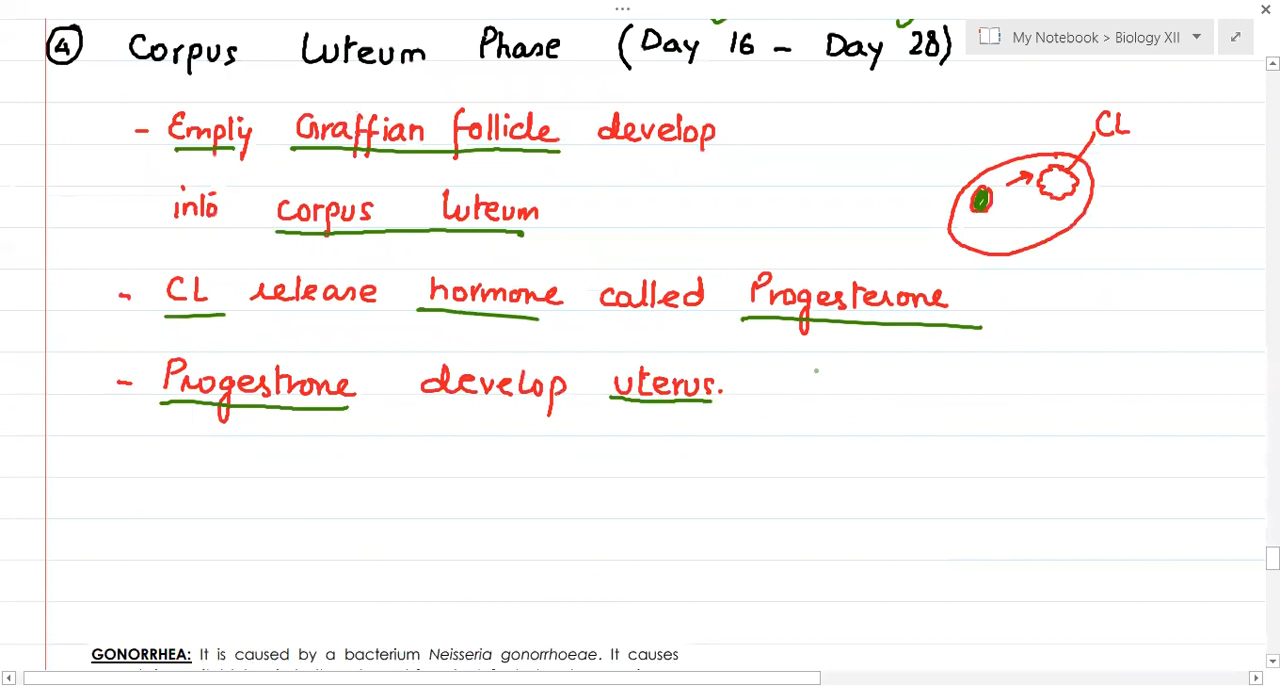 My Notebook > Biology XII
④ Corpus Luteum Phase (Day 16 - Day 28)
- Empty Graffian follicle develop
CL
into corpus luteum
- CL release hormone called Progesterone
- Progestrone develop uterus.
GONORRHEA: It is caused by a bacterium Neisseria gonorrhoeae. It causes